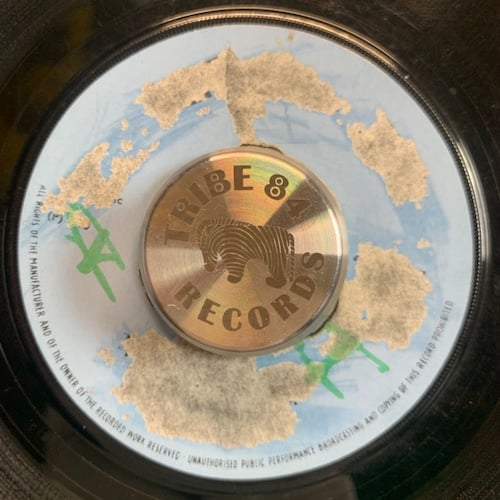 TRIBE 84
RECORDS
ALL RIGHTS OF THE MANUFACTURER AND OF THE OWNER OF THE RECORDED WORK RESERVED · UNAUTHORISED PUBLIC PERFORMANCE BROADCASTING AND COPYING OF THIS RECORD PROHIBITED